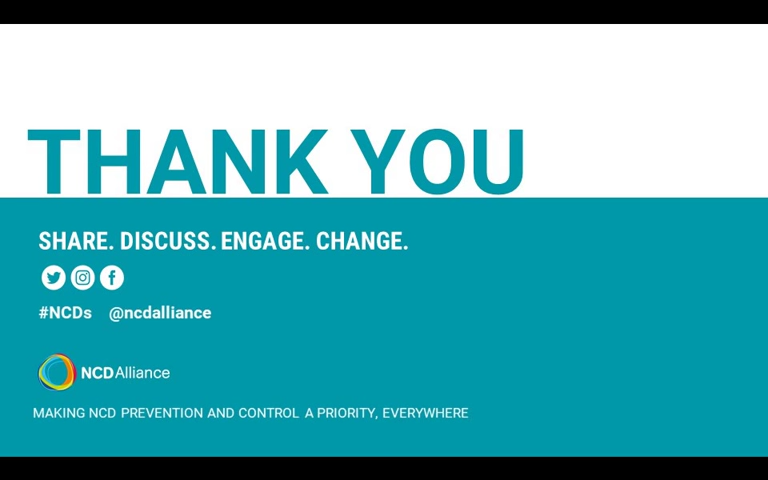 THANK YOU
SHARE. DISCUSS. ENGAGE. CHANGE.
#NCDs @ncdalliance
NCDAlliance
MAKING NCD PREVENTION AND CONTROL A PRIORITY, EVERYWHERE